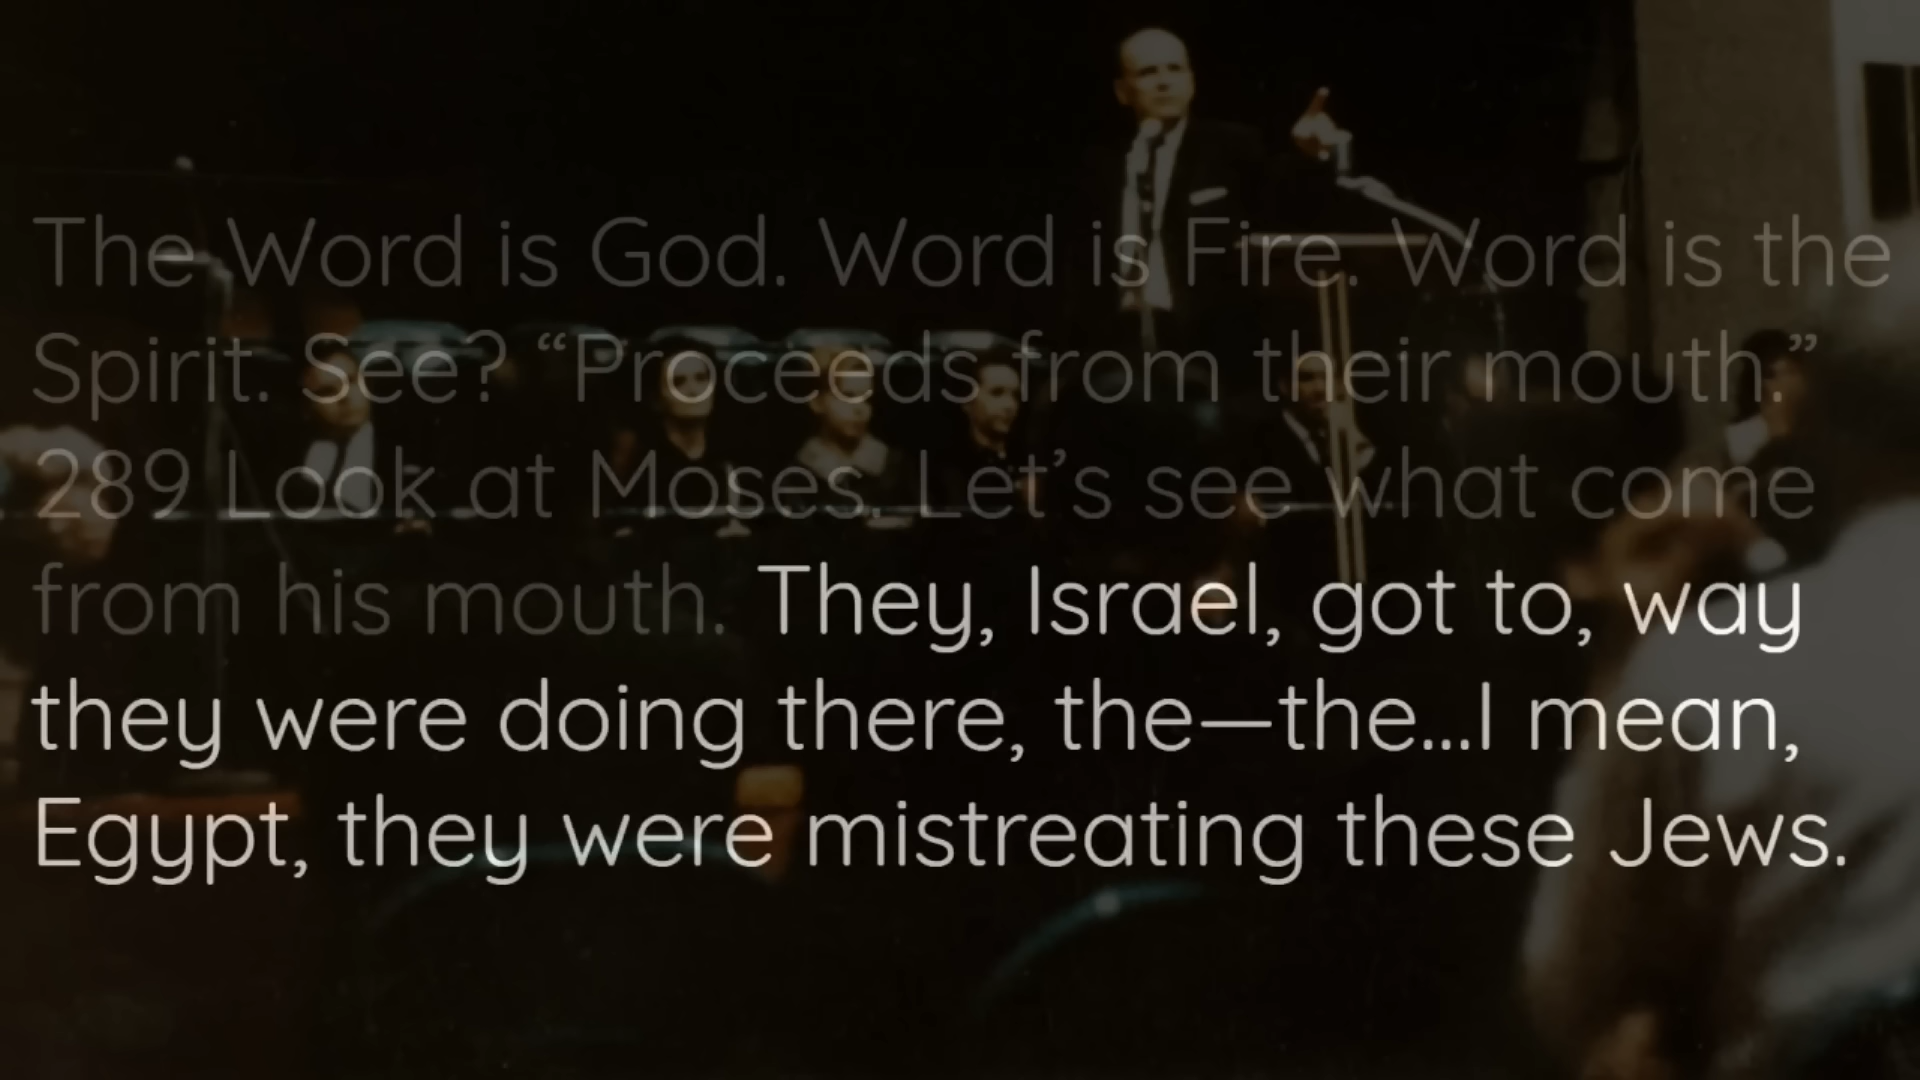 The Word is God. Word is Fire. Word is the
Spirit. See? “Proceeds from their mouth.”
289 Look at Moses. Let’s see what come
from his mouth. They, Israel, got to, way
they were doing there, the—the...I mean,
Egypt, they were mistreating these Jews.